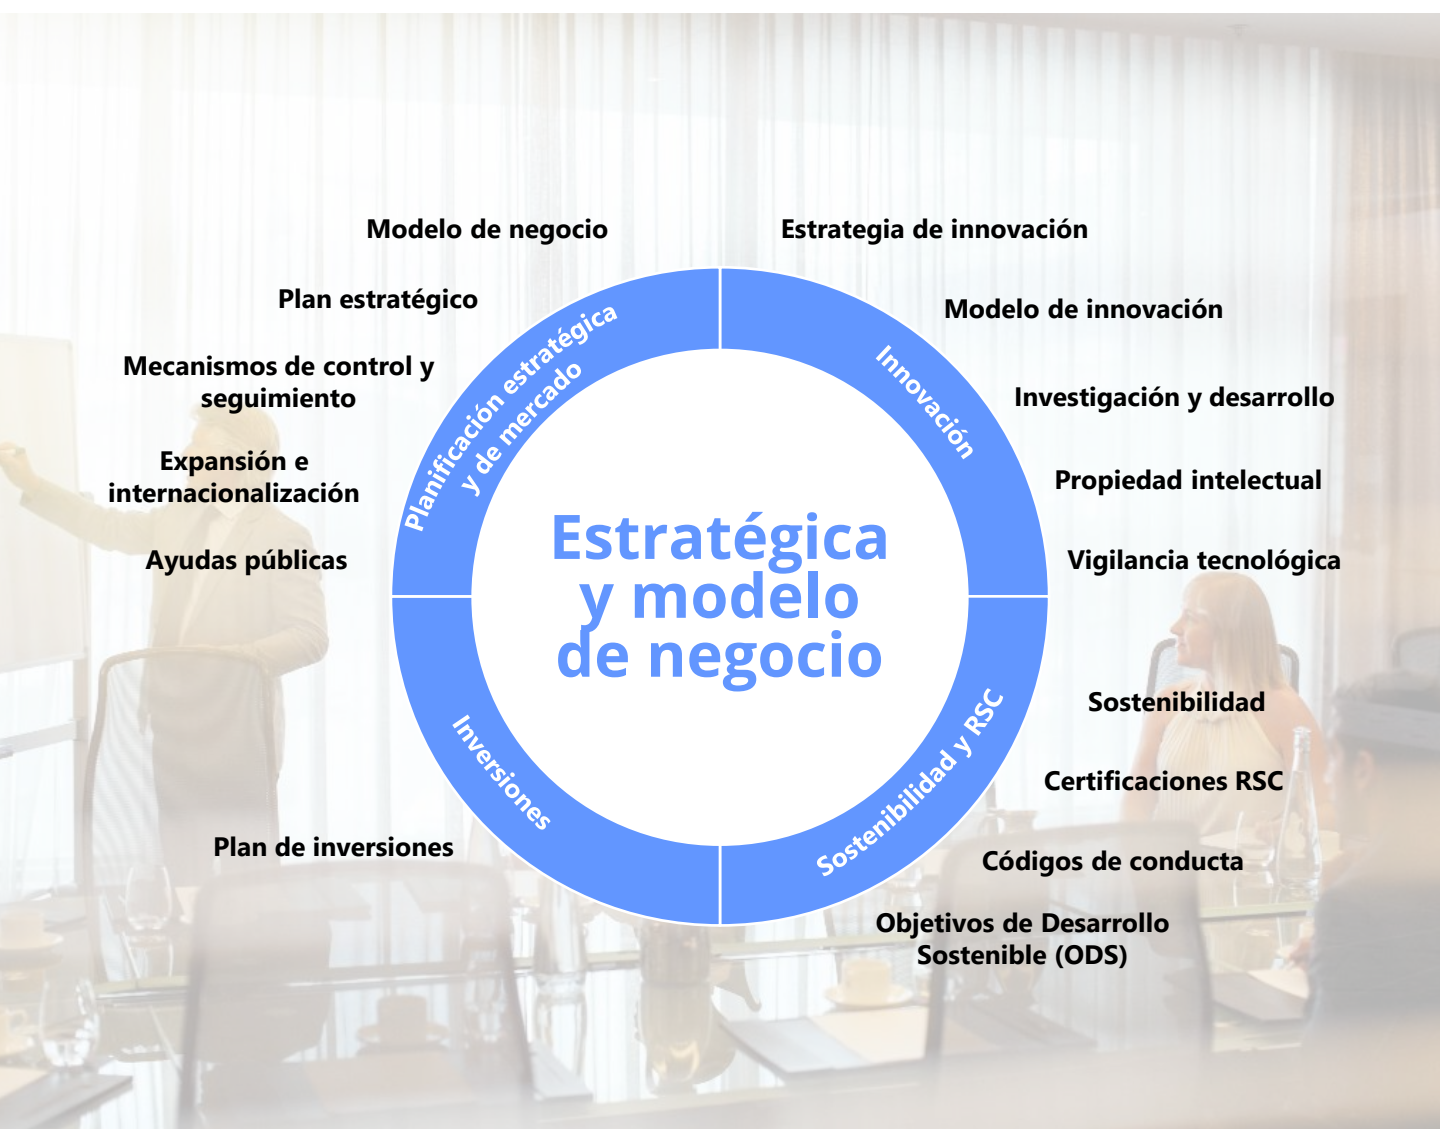 Modelo de negocio
Plan estratégico
Mecanismos de control y
seguimiento
Expansión e
internacionalización
Ayudas públicas
Planificación estratégica
y de mercado
Estrategia de innovación
Modelo de innovación
Investigación y desarrollo
Propiedad intelectual
Vigilancia tecnológica
Innovación
Estratégica
y modelo
de negocio
Inversiones
Plan de inversiones
Sostenibilidad y RSC
Sostenibilidad
Certificaciones RSC
Códigos de conducta
Objetivos de Desarrollo
Sostenible (ODS)